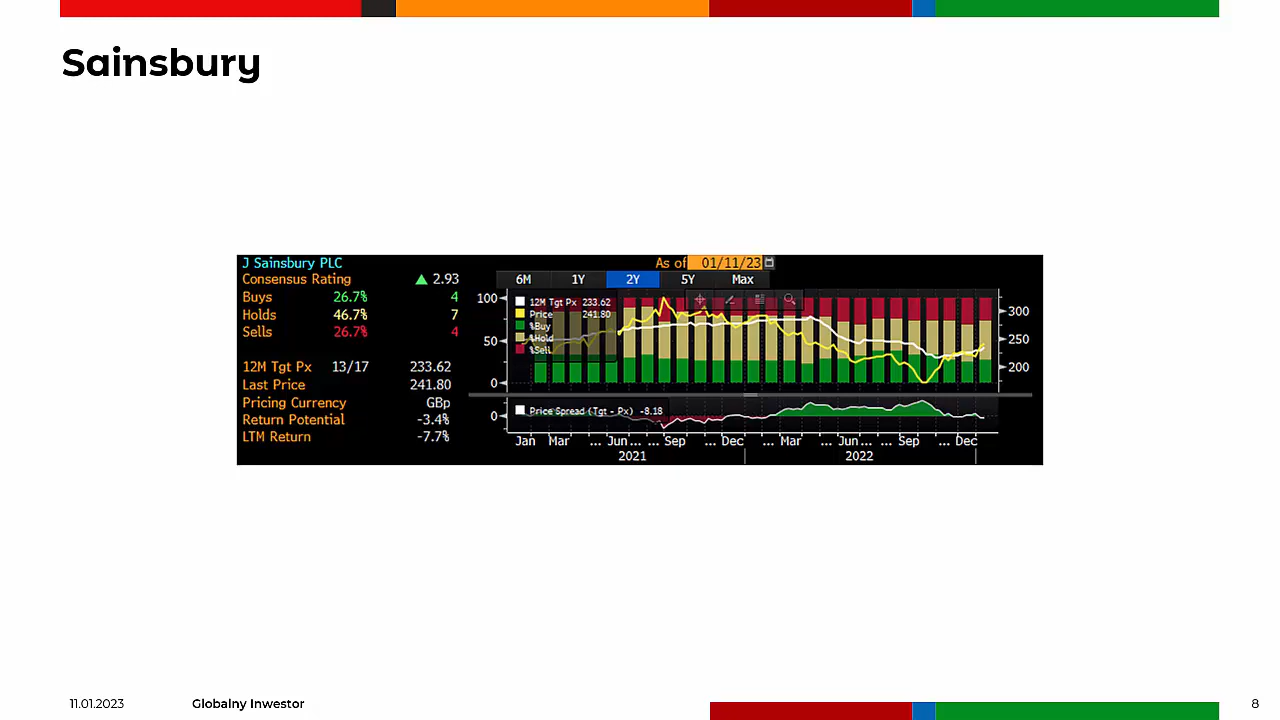 Sainsbury
J Sainsbury PLC
As of 01/11/23
Consensus Rating 2.93
6M 1Y 2Y 5Y Max
Buys 26.7% 4
Holds 46.7% 7
Sells 26.7% 4
12M Tgt Px 13/17 233.62
Last Price 241.80
Pricing Currency GBp
Return Potential -3.4%
LTM Return -7.7%
100
50
0
12M Tgt Px 233.62
Price 241.80
%Buy
%Hold
%Sell
300
250
200
0
Price Spread (Tgt - Px) -8.18
Jan Mar ... Jun... ... Sep ... Dec ... Mar ... Jun... ... Sep ... Dec
2021 2022
11.01.2023 Globalny Inwestor 8